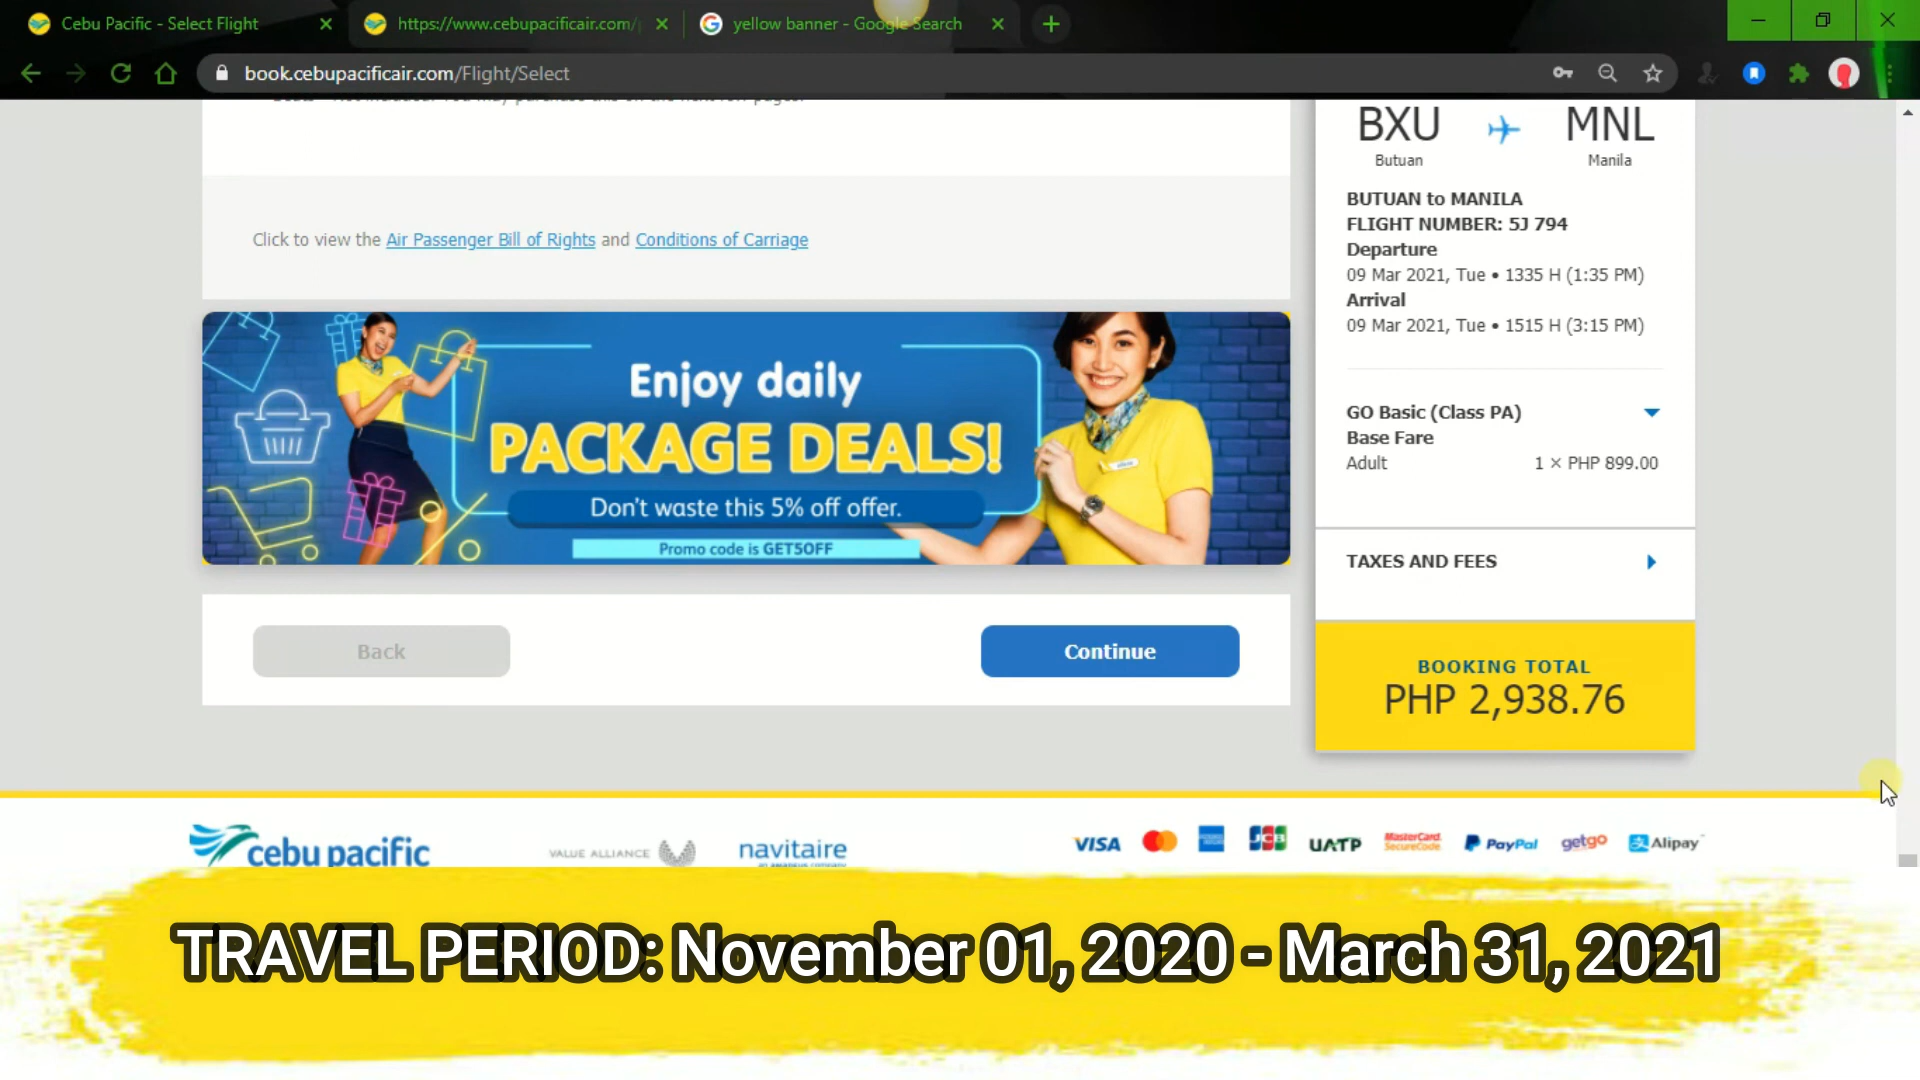 Cebu Pacific - Select Flight
https://www.cebupacificair.com/
yellow banner - Google Search
book.cebupacificair.com/Flight/Select
BXU
MNL
Butuan
Manila
BUTUAN to MANILA
FLIGHT NUMBER: 5J 794
Departure
09 Mar 2021, Tue • 1335 H (1:35 PM)
Arrival
09 Mar 2021, Tue • 1515 H (3:15 PM)
GO Basic (Class PA)
Base Fare
Adult 1 × PHP 899.00
TAXES AND FEES
BOOKING TOTAL
PHP 2,938.76
Click to view the Air Passenger Bill of Rights and Conditions of Carriage
Enjoy daily
PACKAGE DEALS!
Don't waste this 5% off offer.
Promo code is GET5OFF
Back
Continue
cebu pacific
VALUE ALLIANCE
navitaire
VISA
JCB
UATP
MasterCard.
SecureCode.
PayPal
getgo
Alipay
TRAVEL PERIOD: November 01, 2020 - March 31, 2021